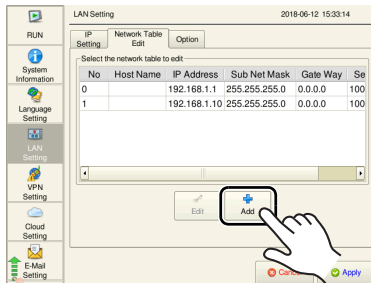 LAN Setting 2018-06-12 15:33:14
RUN
System
Information
Language
Setting
LAN
Setting
VPN
Setting
Cloud
Setting
E-Mail
Setting
IP
Setting
Network Table
Edit
Option
Select the network table to edit
No Host Name IP Address Sub Net Mask Gate Way Se
0 192.168.1.1 255.255.255.0 0.0.0.0 100
1 192.168.1.10 255.255.255.0 0.0.0.0 100
Edit
Add
Apply